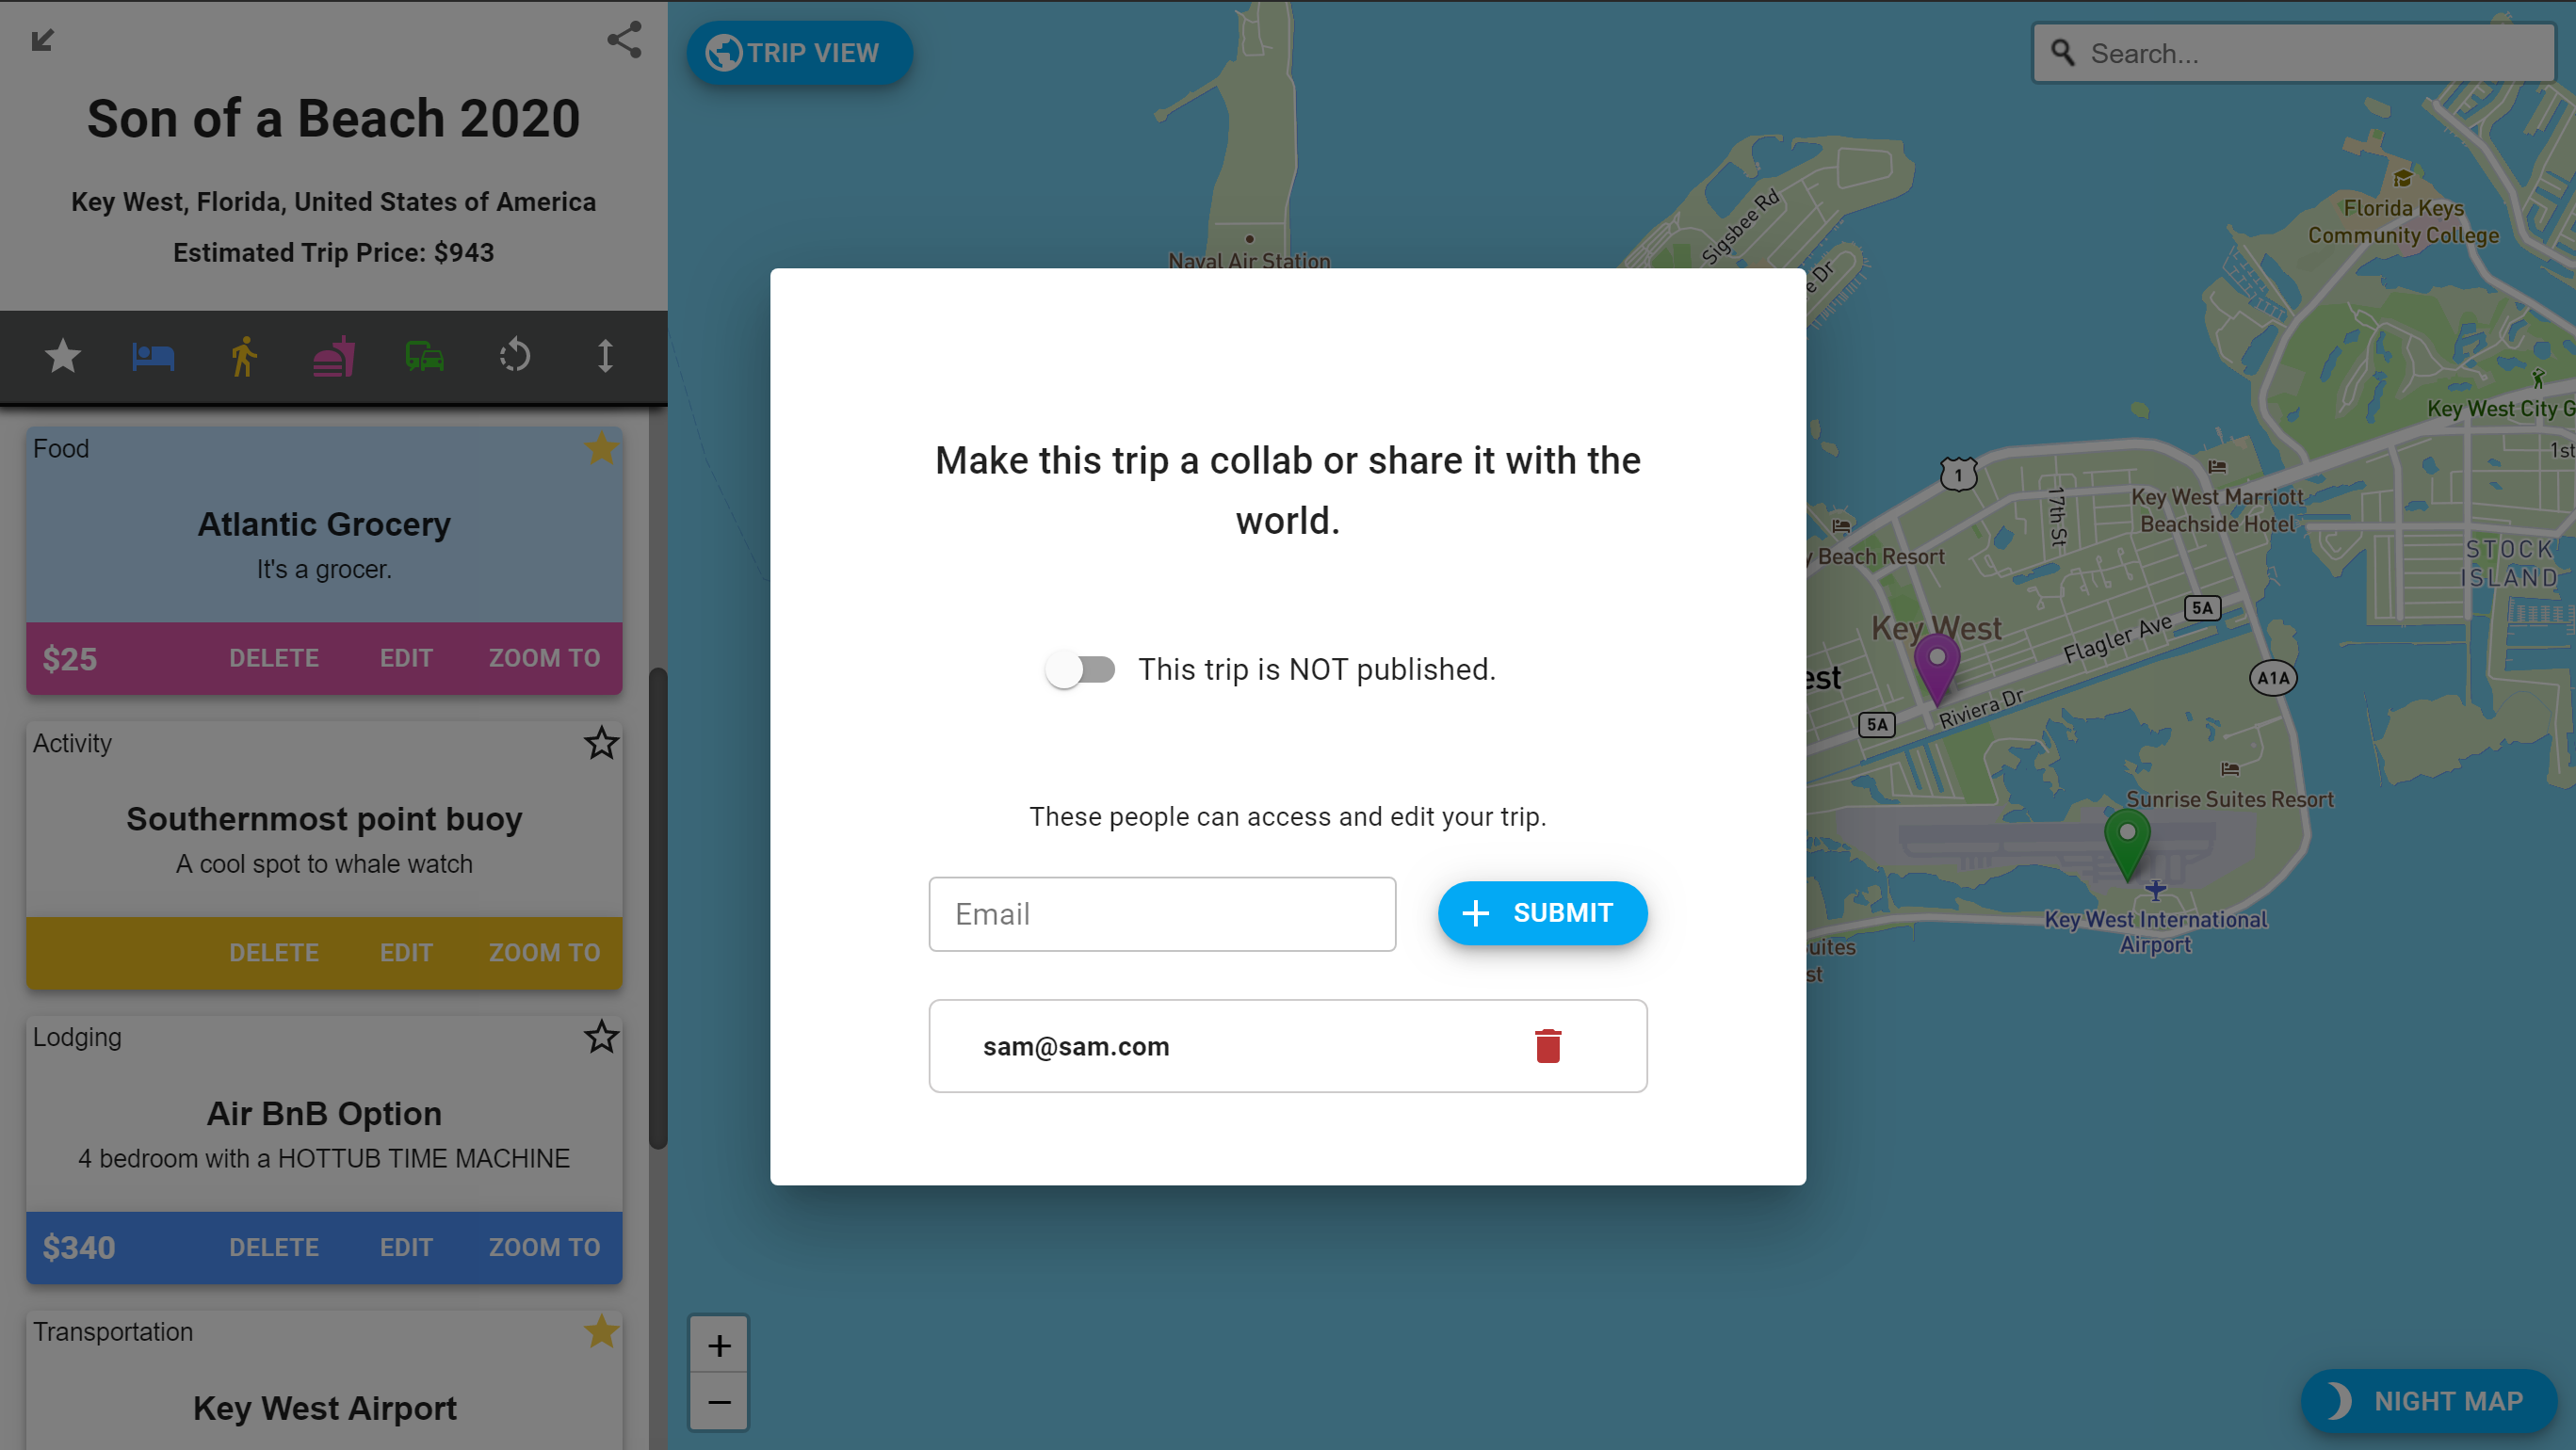 Son of a Beach 2020
Key West, Florida, United States of America
Estimated Trip Price: $943
Food
Atlantic Grocery
It's a grocer.
$25 DELETE EDIT ZOOM TO
Activity
Southernmost point buoy
A cool spot to whale watch
DELETE EDIT ZOOM TO
Lodging
Air BnB Option
4 bedroom with a HOTTUB TIME MACHINE
$340 DELETE EDIT ZOOM TO
Transportation
Key West Airport
TRIP VIEW
Search...
Naval Air Station
Sigsbee Rd
e Dr
Florida Keys
Community College
Key West City G
1st
1
17th St
Key West Marriott
Beachside Hotel
y Beach Resort
STOCK
ISLAND
Key West
5A
Flagler Ave
est
A1A
Riviera Dr
5A
Sunrise Suites Resort
Key West International
Airport
uites
st
Make this trip a collab or share it with the
world.
This trip is NOT published.
These people can access and edit your trip.
Email
+ SUBMIT
sam@sam.com
+
−
NIGHT MAP